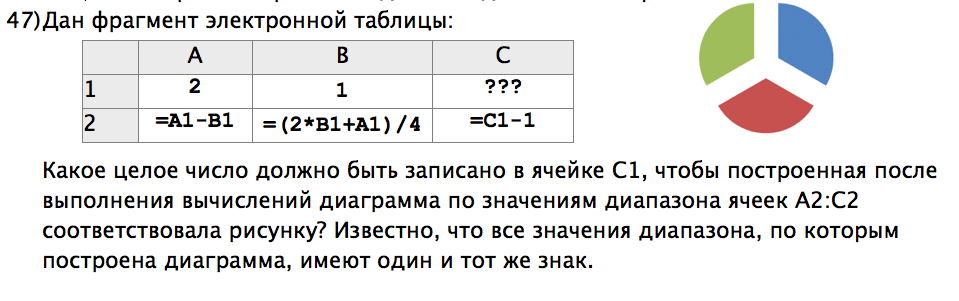 47)Дан фрагмент электронной таблицы:
A B C
1 2 1 ???
2 =A1-B1 =(2*B1+A1)/4 =C1-1
Какое целое число должно быть записано в ячейке C1, чтобы построенная после
выполнения вычислений диаграмма по значениям диапазона ячеек A2:C2
соответствовала рисунку? Известно, что все значения диапазона, по которым
построена диаграмма, имеют один и тот же знак.